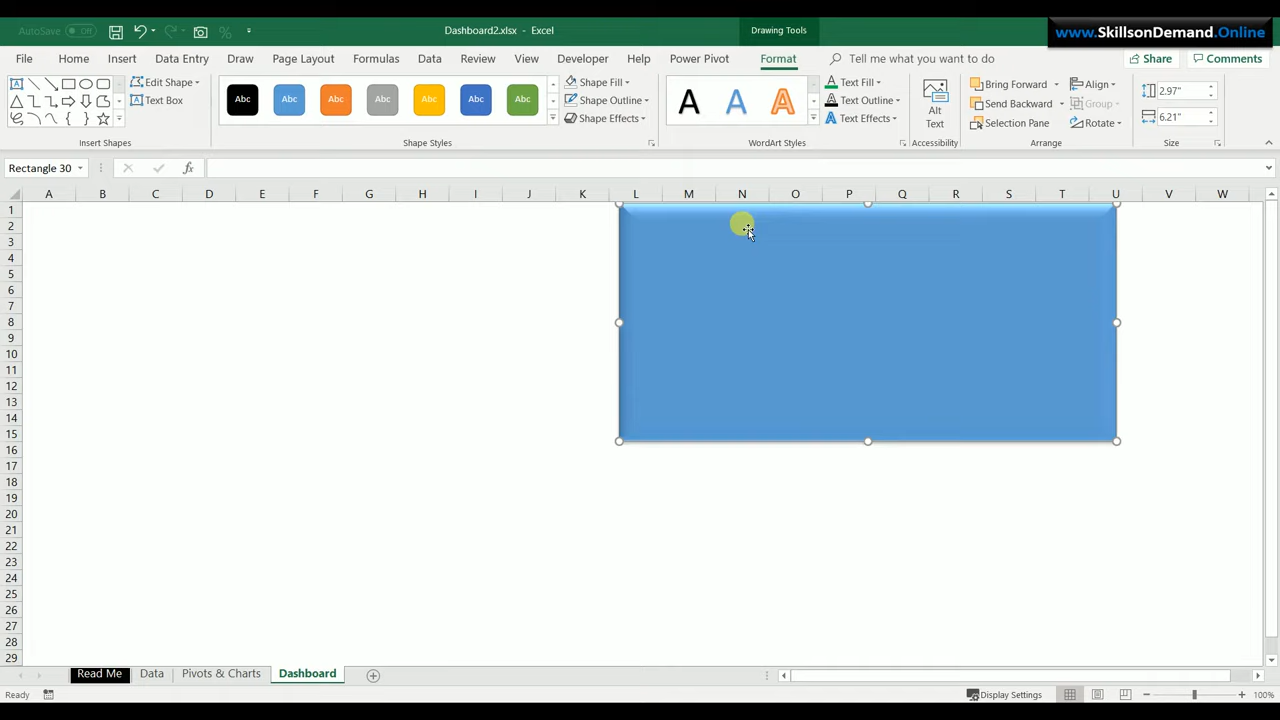 AutoSave Off
Dashboard2.xlsx - Excel
Drawing Tools
www.SkillsonDemand.Online
File Home Insert Data Entry Draw Page Layout Formulas Data Review View Developer Help Power Pivot Format Tell me what you want to do Share Comments
Edit Shape
Text Box
Abc Abc Abc Abc Abc Abc Abc
Shape Fill
Shape Outline
Shape Effects
A A A
Text Fill
Text Outline
Text Effects
Alt
Text
Bring Forward
Send Backward
Selection Pane
Align
Group
Rotate
2.97"
6.21"
Insert Shapes Shape Styles WordArt Styles Accessibility Arrange Size
Rectangle 30 fx
A B C D E F G H I J K L M N O P Q R S T U V W
1
2
3
4
5
6
7
8
9
10
11
12
13
14
15
16
17
18
19
20
21
22
23
24
25
26
27
28
29
Read Me Data Pivots & Charts Dashboard
Ready Display Settings 100%